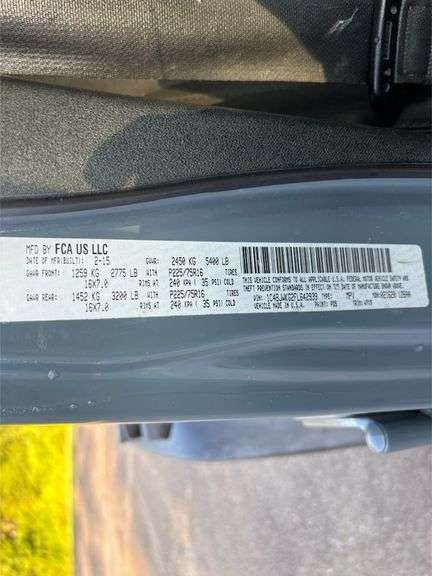 MFD BY FCA US LLC
DATE OF MFR(BUILT): 2-15 GVWR: 2450 KG 5400 LB
GAWR FRONT: 1259 KG 2775 LB WITH P225/75R16 TIRES
16X7.0 RIMS AT 240 KPA ( 35 PSI) COLD
GAWR REAR: 1452 KG 3200 LB WITH P225/75R16 TIRES
16X7.0 RIMS AT 240 KPA ( 35 PSI) COLD
THIS VEHICLE CONFORMS TO ALL APPLICABLE U.S.A. FEDERAL MOTOR VEHICLE SAFETY AND
THEFT PREVENTION STANDARDS IN EFFECT ON THE DATE OF MANUFACTURE SHOWN ABOVE.
VIN: TYPE: MPV MDH:
VEHICLE MADE IN U.S.A. PAINT: TRIM: